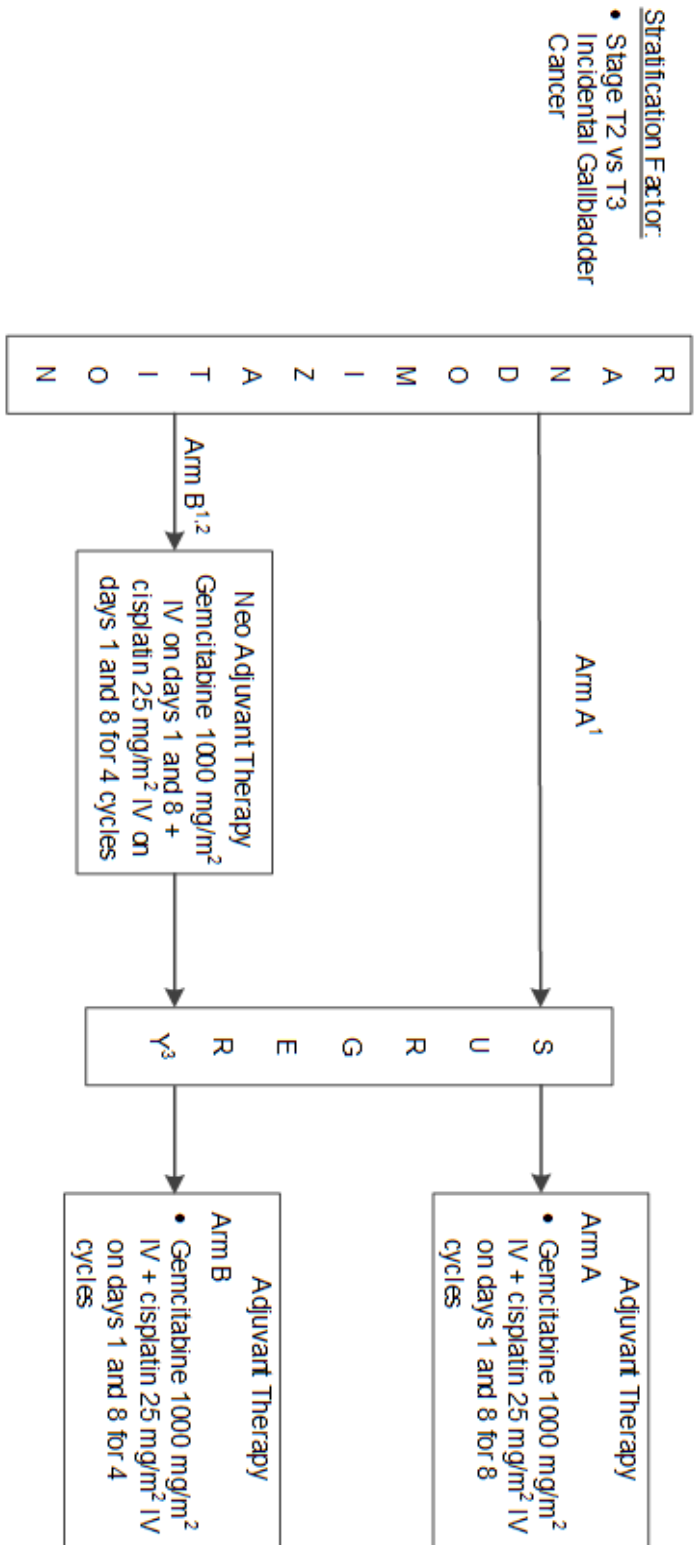 Stratification Factor:
• Stage T2 vs T3
Incidental Gallbladder
Cancer
R
A
N
D
O
M
I
Z
A
T
I
O
N
Arm A¹
Arm B¹,²
Neo Adjuvant Therapy
Gemcitabine 1000 mg/m²
IV on days 1 and 8 +
cisplatin 25 mg/m² IV on
days 1 and 8 for 4 cycles
S
U
R
G
E
R
Y³
Adjuvant Therapy
Arm A
• Gemcitabine 1000 mg/m²
IV + cisplatin 25 mg/m² IV
on days 1 and 8 for 8
cycles
Adjuvant Therapy
Arm B
• Gemcitabine 1000 mg/m²
IV + cisplatin 25 mg/m² IV
on days 1 and 8 for 4
cycles